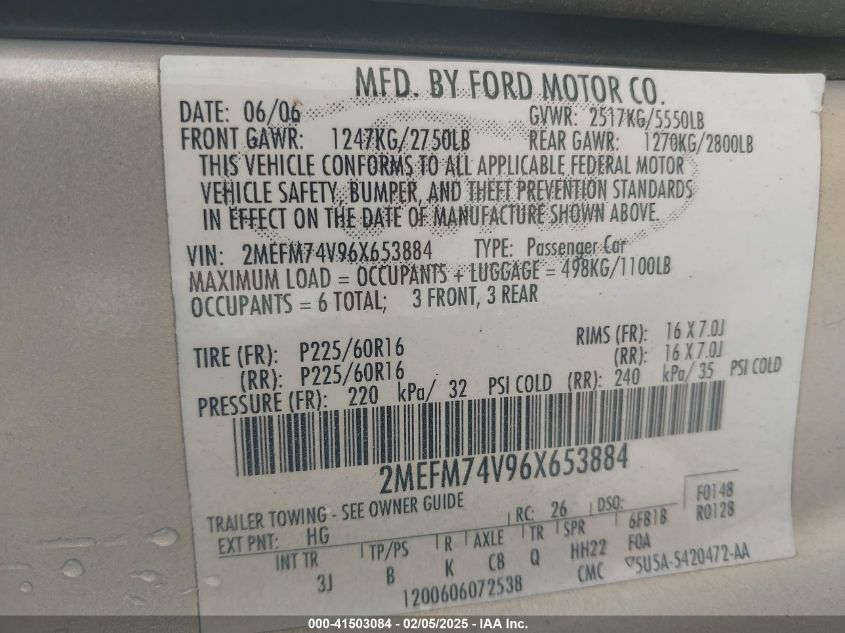 MFD. BY FORD MOTOR CO.
DATE: 06/06 GVWR: 2517KG/5550LB
FRONT GAWR: 1247KG/2750LB REAR GAWR: 1270KG/2800LB
THIS VEHICLE CONFORMS TO ALL APPLICABLE FEDERAL MOTOR
VEHICLE SAFETY, BUMPER, AND THEFT PREVENTION STANDARDS
IN EFFECT ON THE DATE OF MANUFACTURE SHOWN ABOVE.
VIN: 2MEFM74V96X653884 TYPE: Passenger Car
MAXIMUM LOAD = OCCUPANTS + LUGGAGE = 498KG/1100LB
OCCUPANTS = 6 TOTAL; 3 FRONT, 3 REAR
TIRE (FR): P225/60R16 RIMS (FR): 16 X 7.0J
(RR): P225/60R16 (RR): 16 X 7.0J
PRESSURE (FR): 220 kPa/ 32 PSI COLD (RR): 240 kPa/ 35 PSI COLD
2MEFM74V96X653884
TRAILER TOWING - SEE OWNER GUIDE
EXT PNT: HG RC: 26 DSO: F0148
6FB1B R0128
INT TR TP/PS R AXLE TR SPR F0A
3J B K C8 Q HH22
1200606072538 CMC ▽5U5A-5420472-AA
000-41503084 - 02/05/2025 - IAA Inc.